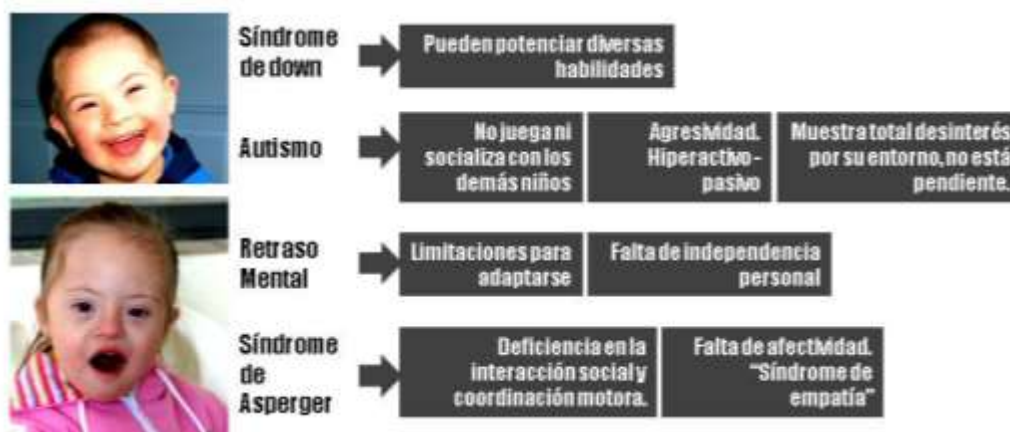 Síndrome
de down
Pueden potenciar diversas
habilidades
Autismo
No juega ni
socializa con los
demás niños
Agresividad.
Hiperactivo-
pasivo
Muestra total desinterés
por su entorno, no está
pendiente.
Retraso
Mental
Limitaciones para
adaptarse
Falta de independencia
personal
Síndrome
de
Asperger
Deficiencia en la
interacción social y
coordinación motora.
Falta de afectividad.
"Síndrome de
empatía"